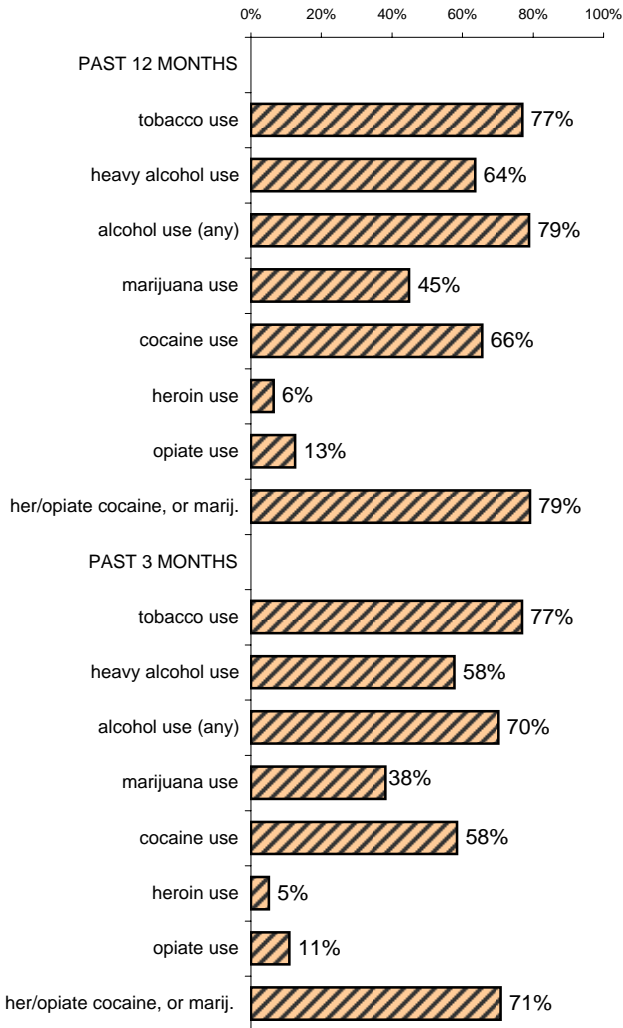 0% 20% 40% 60% 80% 100%
PAST 12 MONTHS
tobacco use 77%
heavy alcohol use 64%
alcohol use (any) 79%
marijuana use 45%
cocaine use 66%
heroin use 6%
opiate use 13%
her/opiate cocaine, or marij. 79%
PAST 3 MONTHS
tobacco use 77%
heavy alcohol use 58%
alcohol use (any) 70%
marijuana use 38%
cocaine use 58%
heroin use 5%
opiate use 11%
her/opiate cocaine, or marij. 71%